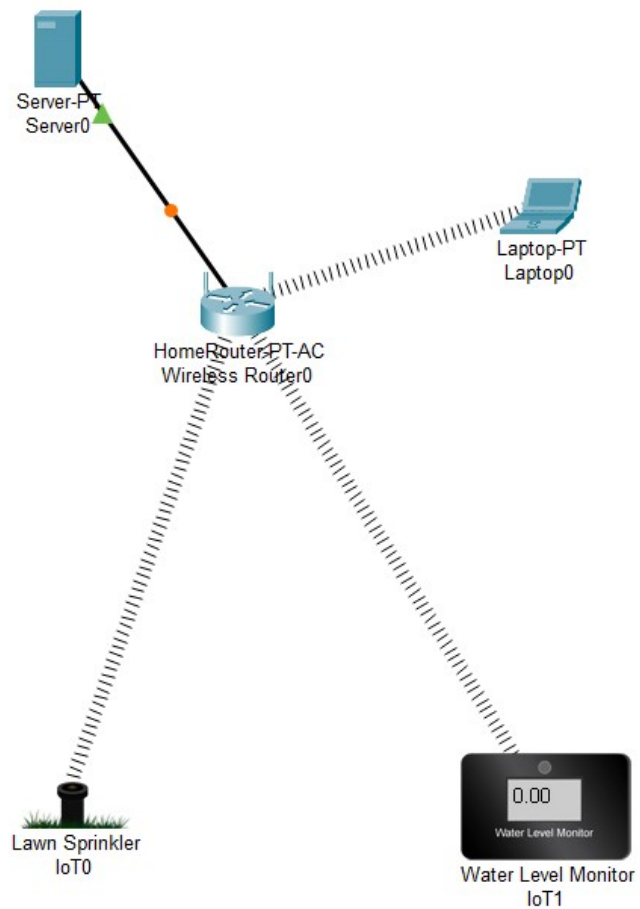 Server-PT
Server0
Laptop-PT
Laptop0
HomeRouter-PT-AC
Wireless Router0
Lawn Sprinkler
IoT0
0.00
Water Level Monitor
Water Level Monitor
IoT1